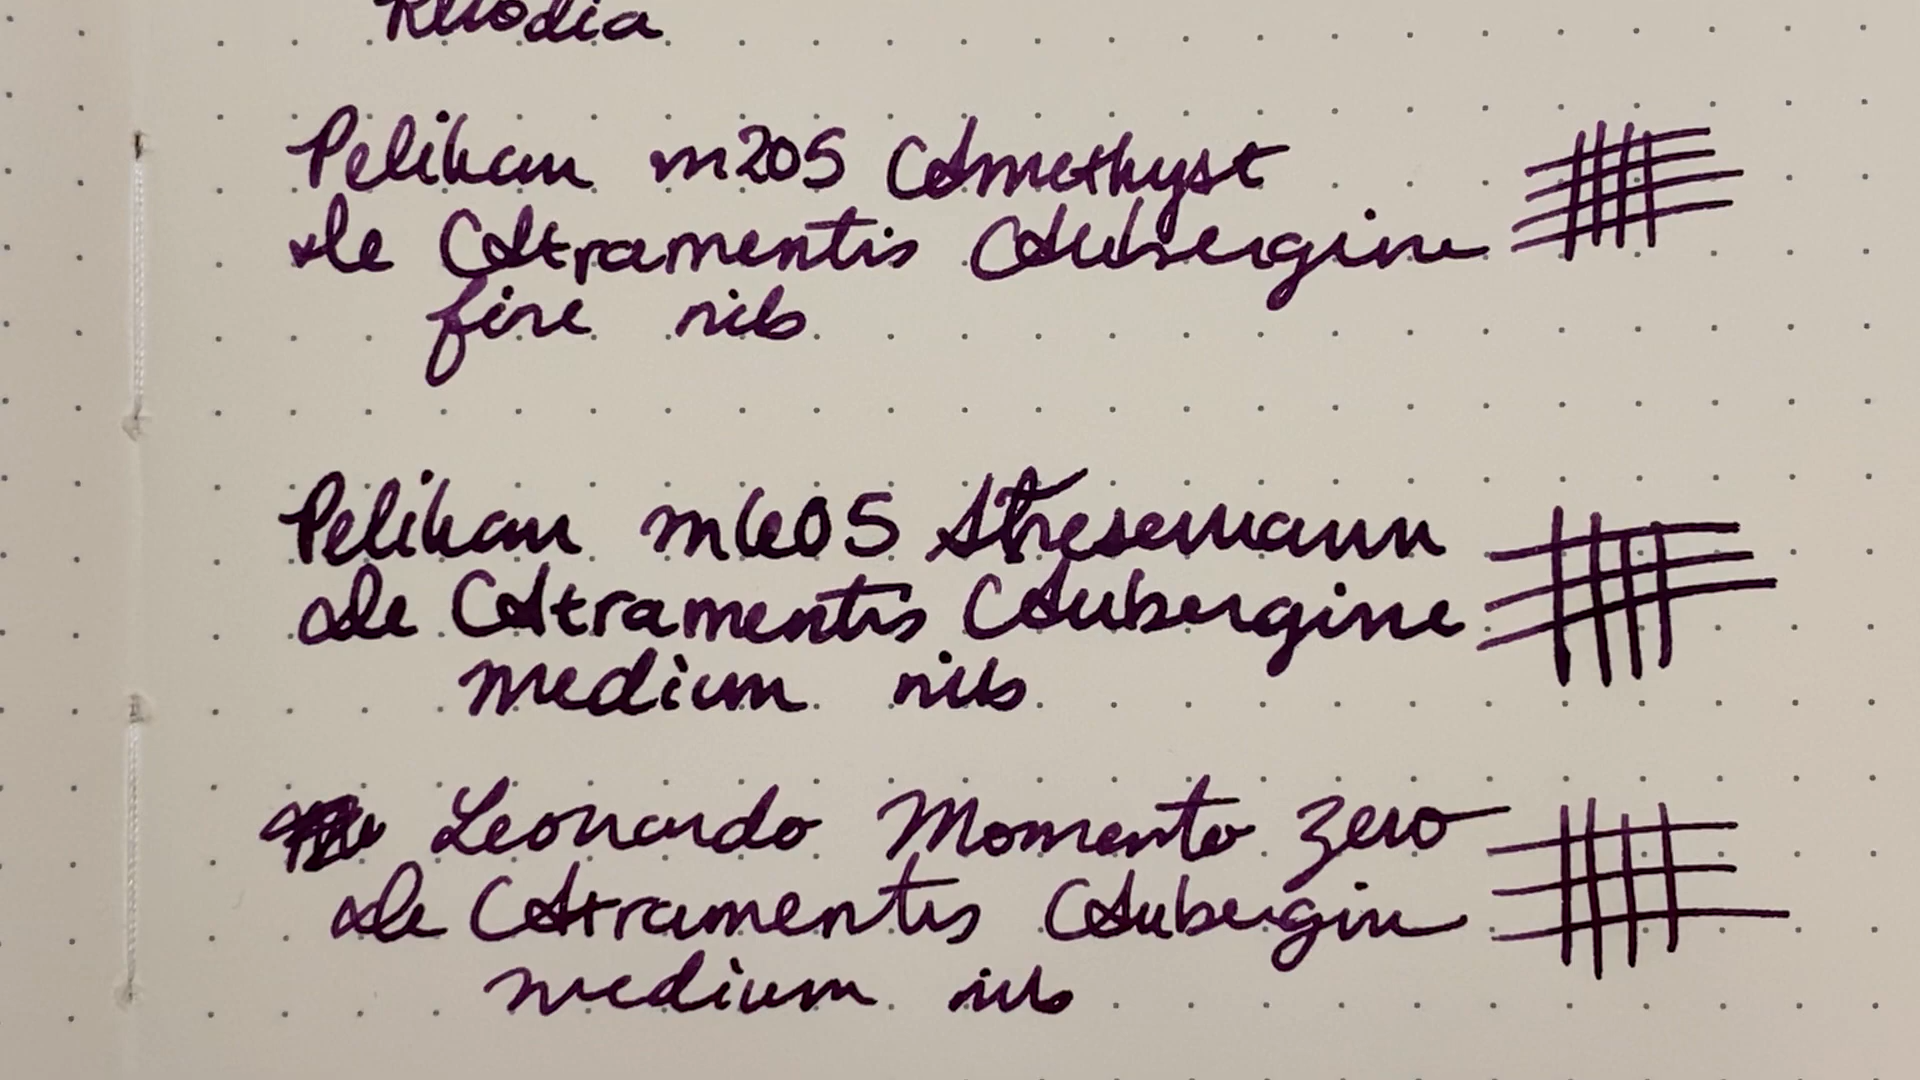 Rhodia
Pelikan m205 Amethyst
De Atramentis Aubergine
fine nib
Pelikan m605 Stresemann
De Atramentis Aubergine
medium nib
Leonardo Momento Zero
De Atramentis Aubergine
medium nib